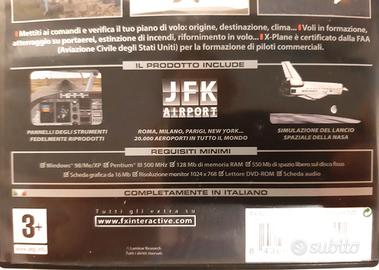 Mettiti ai comandi e verifica il tuo piano di volo: origine, destinazione, clima... Voli in formazione,
atterraggio su portaerei, estinzione di incendi, rifornimento in volo... X-Plane è certificato dalla FAA
(Aviazione Civile degli Stati Uniti) per la formazione di piloti commerciali.
IL PRODOTTO INCLUDE
JFK
AIRPORT
PANNELLI DEGLI STRUMENTI
FEDELMENTE RIPRODOTTI
ROMA, MILANO, PARIGI, NEW YORK...
20.000 AEROPORTI IN TUTTO IL MONDO
SIMULAZIONE DEL LANCIO
SPAZIALE DELLA NASA
REQUISITI MINIMI
Windows® 98/Me/XP Pentium® III 500 MHz 128 Mb di memoria RAM 550 Mb di spazio libero sul disco fisso
Scheda grafica da 16 Mb Risoluzione monitor 1024 x 768 Lettore DVD-ROM Scheda audio
COMPLETAMENTE IN ITALIANO
3+
www.pegi.info
Tutti gli extra su
www.fxinteractive.com
© Laminar Research
Tutti i diritti riservati.
subito